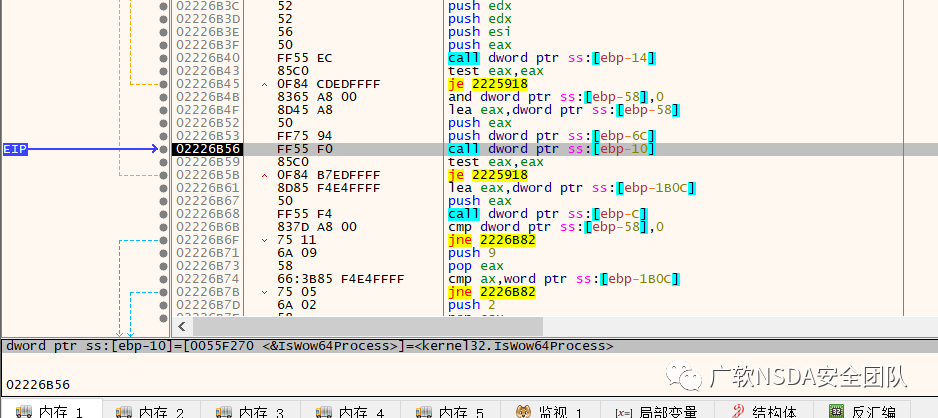 02226B3C 52 push edx
02226B3D 52 push edx
02226B3E 56 push esi
02226B3F 50 push eax
02226B40 FF55 EC call dword ptr ss:[ebp-14]
02226B43 85C0 test eax,eax
02226B45 0F84 CDEDFFFF je 2225918
02226B4B 8365 A8 00 and dword ptr ss:[ebp-58],0
02226B4F 8D45 A8 lea eax,dword ptr ss:[ebp-58]
02226B52 50 push eax
02226B53 FF75 94 push dword ptr ss:[ebp-6C]
EIP 02226B56 FF55 F0 call dword ptr ss:[ebp-10]
02226B59 85C0 test eax,eax
02226B5B 0F84 B7EDFFFF je 2225918
02226B61 8D85 F4E4FFFF lea eax,dword ptr ss:[ebp-1B0C]
02226B67 50 push eax
02226B68 FF55 F4 call dword ptr ss:[ebp-C]
02226B6B 837D A8 00 cmp dword ptr ss:[ebp-58],0
02226B6F 75 11 jne 2226B82
02226B71 6A 09 push 9
02226B73 58 pop eax
02226B74 66:3B85 F4E4FFFF cmp ax,word ptr ss:[ebp-1B0C]
02226B7B 75 05 jne 2226B82
02226B7D 6A 02 push 2
dword ptr ss:[ebp-10]=[0055F270 <&IsWow64Process>]=<kernel32.IsWow64Process>
02226B56
广软NSDA安全团队
内存 1 内存 2 内存 3 内存 4 内存 5 监视 1 [x=] 局部变量 结构体 反汇编